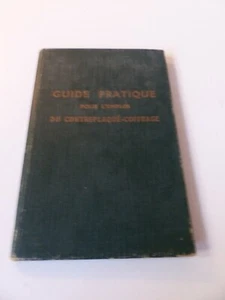 GUIDE PRATIQUE
POUR L'EMPLOI
DU CONTREPLAQUÉ-COFFRAGE